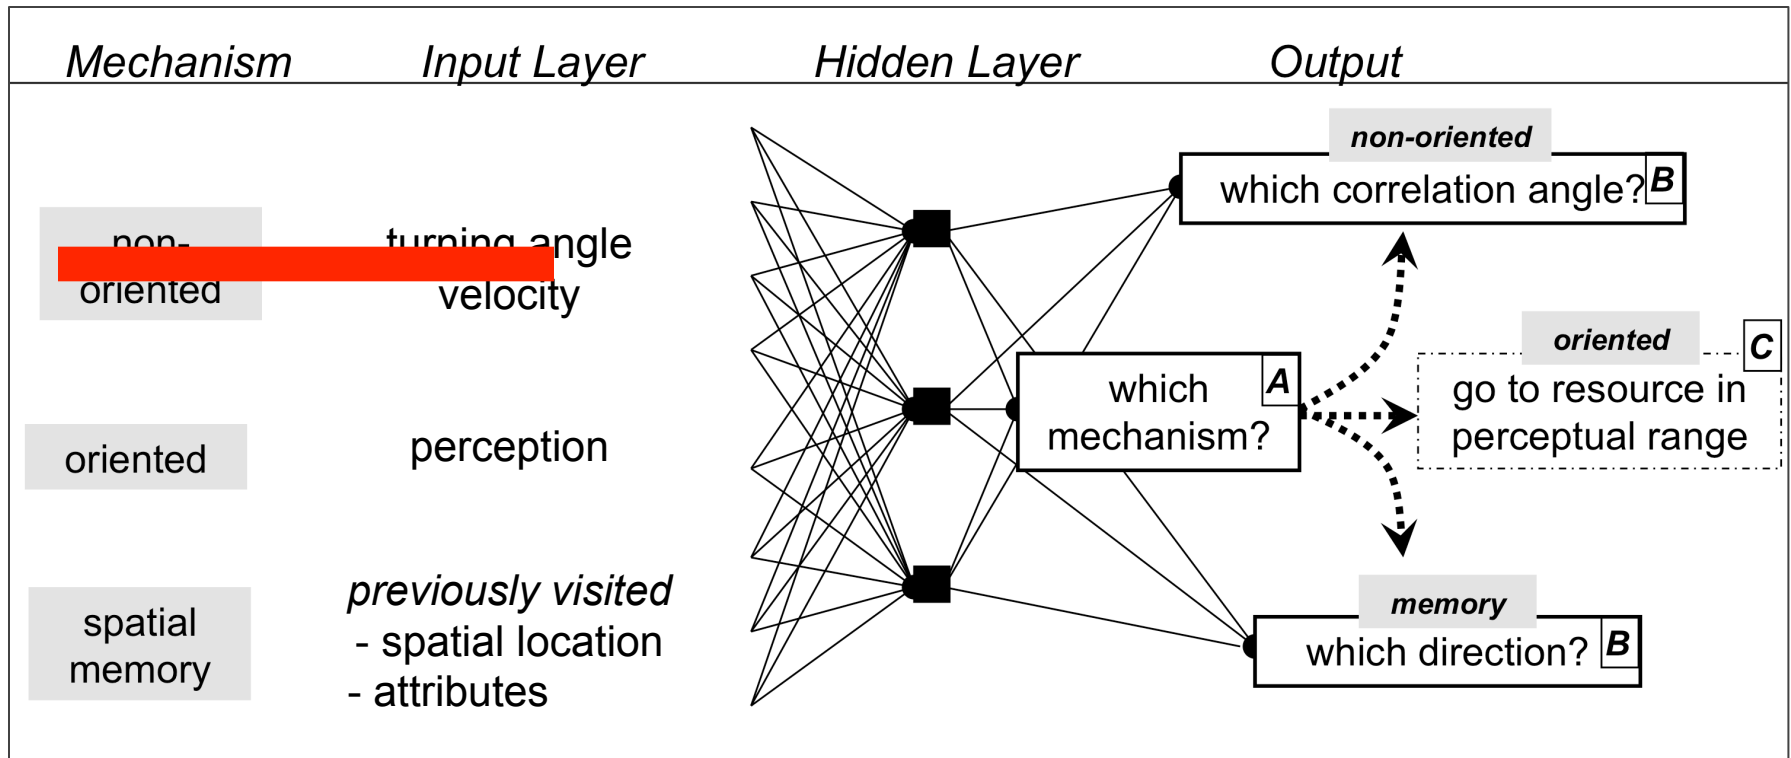 Mechanism Input Layer Hidden Layer Output
non-
oriented
turning angle
velocity
oriented
perception
spatial
memory
previously visited
- spatial location
- attributes
non-oriented
which correlation angle? B
which
mechanism?
A
oriented
C
go to resource in
perceptual range
memory
which direction? B